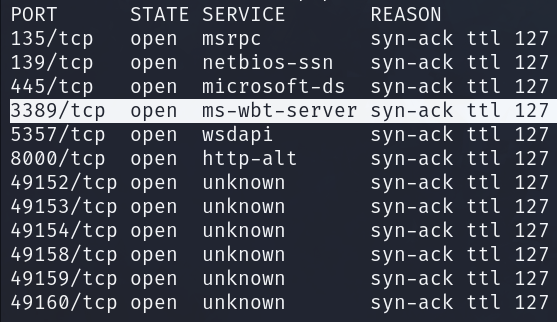 PORT STATE SERVICE REASON
135/tcp open msrpc syn-ack ttl 127
139/tcp open netbios-ssn syn-ack ttl 127
445/tcp open microsoft-ds syn-ack ttl 127
3389/tcp open ms-wbt-server syn-ack ttl 127
5357/tcp open wsdapi syn-ack ttl 127
8000/tcp open http-alt syn-ack ttl 127
49152/tcp open unknown syn-ack ttl 127
49153/tcp open unknown syn-ack ttl 127
49154/tcp open unknown syn-ack ttl 127
49158/tcp open unknown syn-ack ttl 127
49159/tcp open unknown syn-ack ttl 127
49160/tcp open unknown syn-ack ttl 127